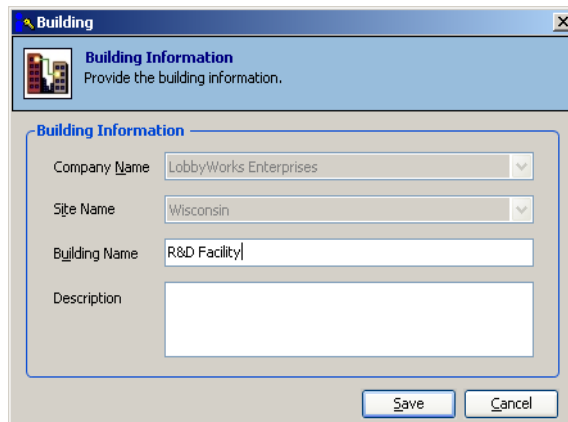 Building
Building Information
Provide the building information.
Building Information
Company Name LobbyWorks Enterprises
Site Name Wisconsin
Building Name R&D Facility
Description
Save Cancel